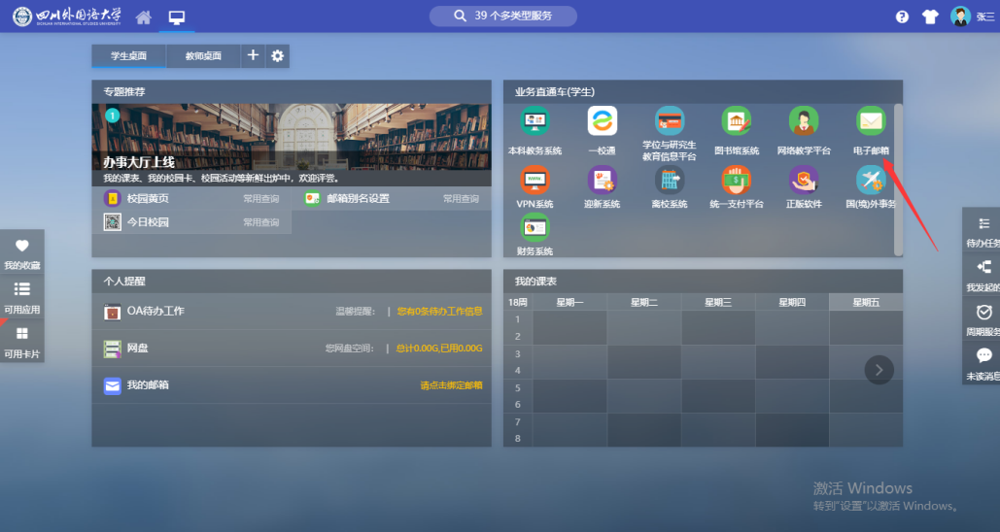 四川外国语大学
SICHUAN INTERNATIONAL STUDIES UNIVERSITY
39 个多类型服务
张三
学生桌面
教师桌面
专题推荐
1
办事大厅上线
我的课表、我的校园卡、校园活动等新鲜出炉中，欢迎评尝。
校园黄页
常用查询
邮箱别名设置
常用查询
今日校园
常用查询
业务直通车(学生)
本科教务系统
一校通
学位与研究生
教育信息平台
图书馆系统
网络教学平台
电子邮箱
VPN系统
迎新系统
离校系统
统一支付平台
正版软件
国(境)外事务
财务系统
我的收藏
可用应用
可用卡片
待办任务
我发起的
周期服务
未读消息
个人提醒
OA待办工作
温馨提醒: | 您有0条待办工作信息
网盘
您网盘空间: | 总计0.00G,已用0.00G
我的邮箱
请点击绑定邮箱
我的课表
18周 星期一 星期二 星期三 星期四 星期五
1
2
3
4
5
6
7
8
激活 Windows
转到"设置"以激活 Windows。